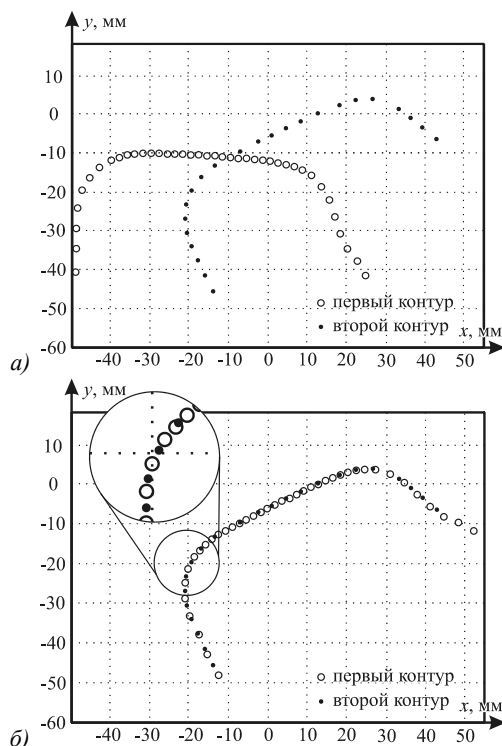 y, мм
10
0
-10
-20
-30
-40
-50
-60
○ первый контур
• второй контур
x, мм
-40 -30 -20 -10 0 10 20 30 40 50
а)
y, мм
10
0
-10
-20
-30
-40
-50
-60
○ первый контур
• второй контур
x, мм
-40 -30 -20 -10 0 10 20 30 40 50
б)